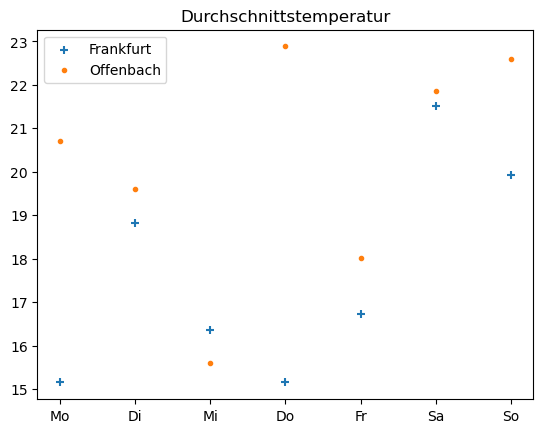 Durchschnittstemperatur
Frankfurt
Offenbach
23
22
21
20
19
18
17
16
15
Mo Di Mi Do Fr Sa So